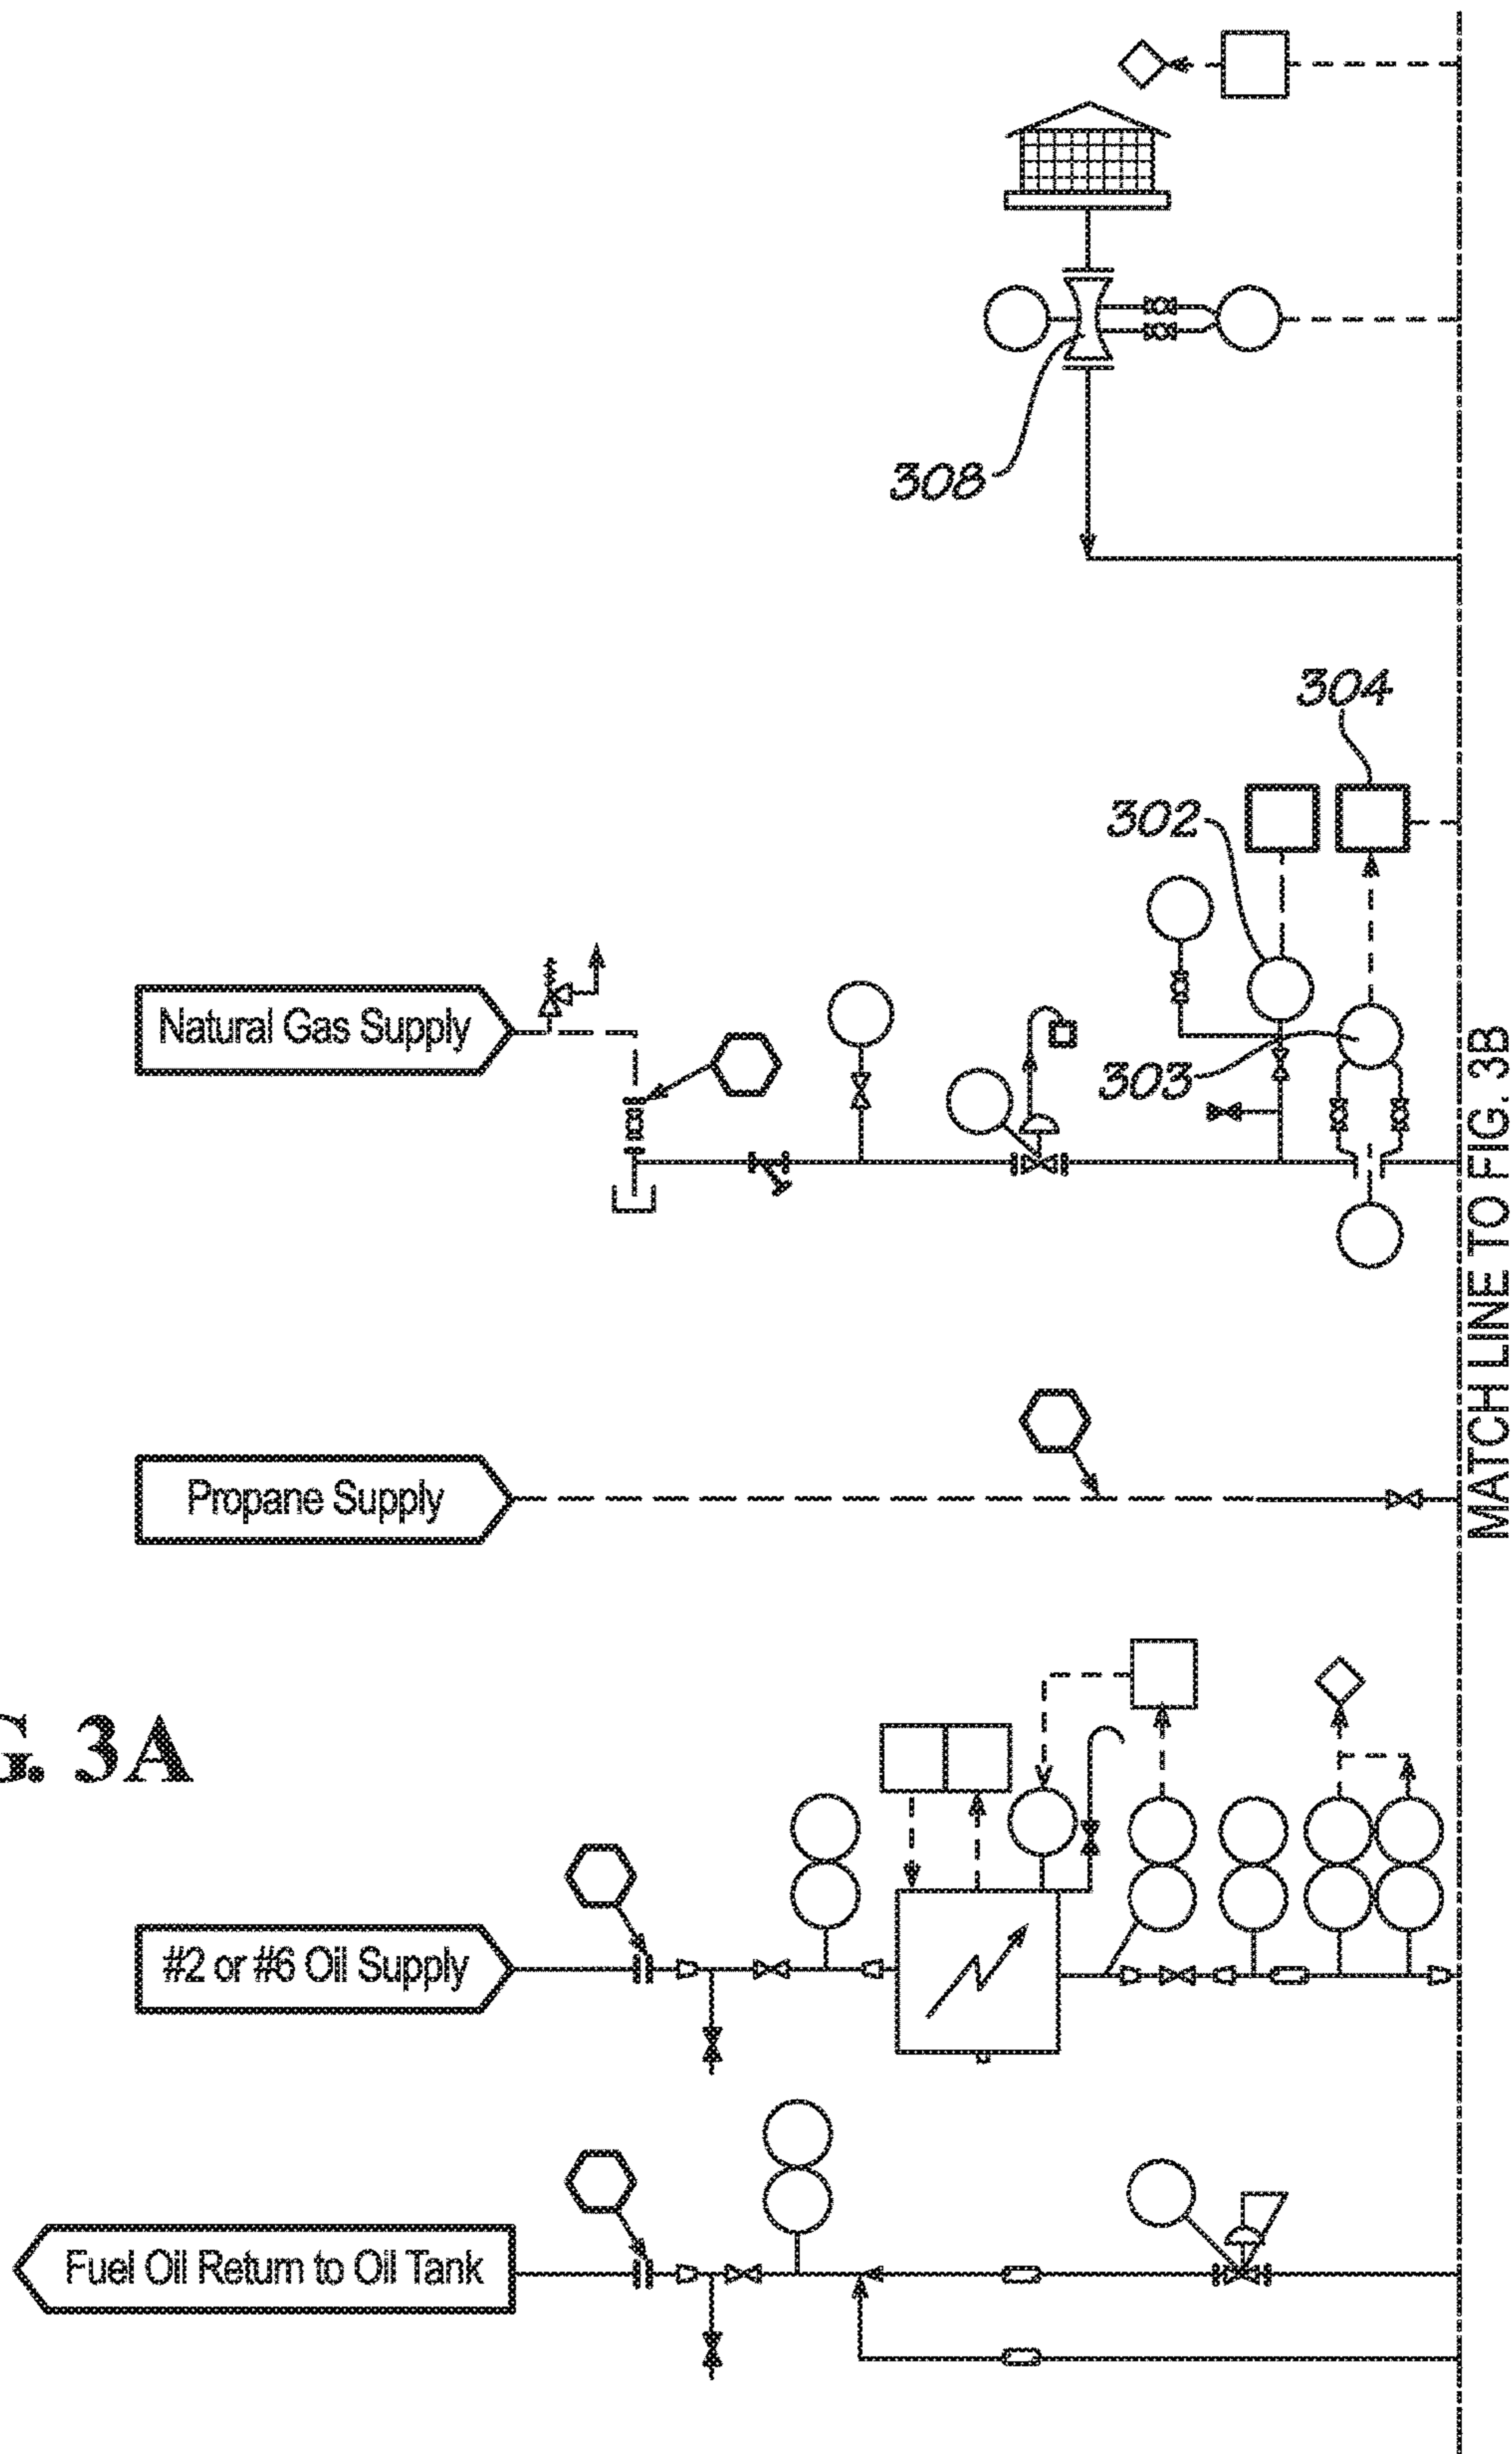 308
304
302
Natural Gas Supply
303
MATCH LINE TO FIG. 3B
Propane Supply
G. 3A
#2 or #6 Oil Supply
Fuel Oil Return to Oil Tank